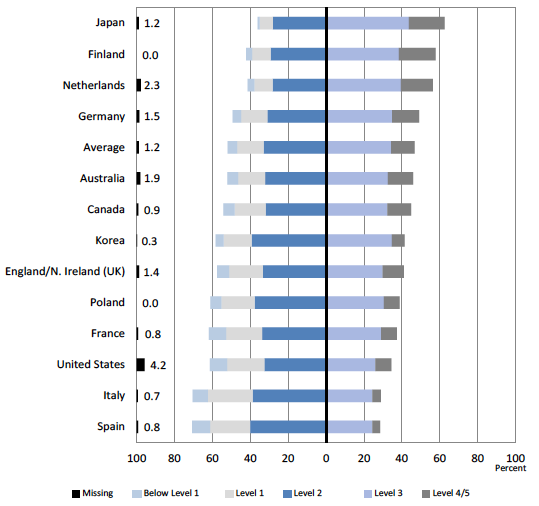 Japan 1.2
Finland 0.0
Netherlands 2.3
Germany 1.5
Average 1.2
Australia 1.9
Canada 0.9
Korea 0.3
England/N. Ireland (UK) 1.4
Poland 0.0
France 0.8
United States 4.2
Italy 0.7
Spain 0.8
100 80 60 40 20 0 20 40 60 80 100
Percent
Missing Below Level 1 Level 1 Level 2 Level 3 Level 4/5